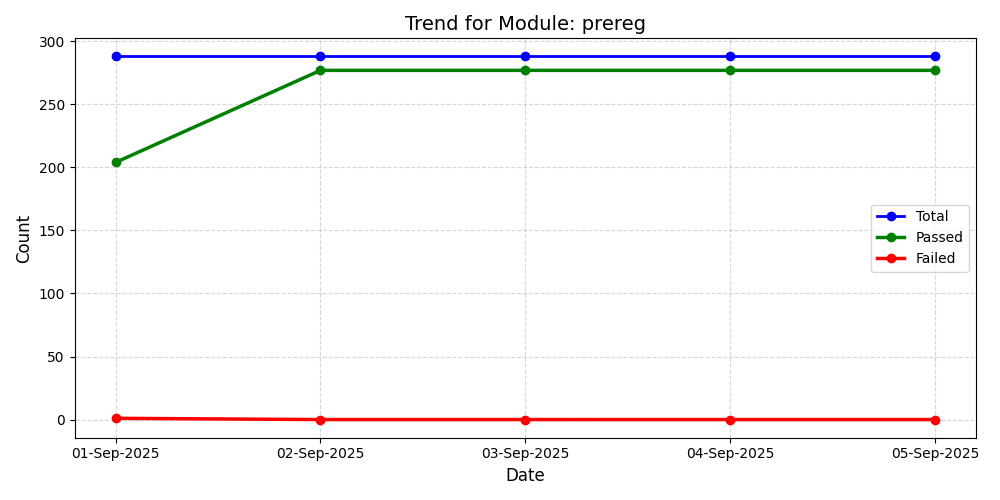 Trend for Module: prereg
300
250
200
150
100
50
0
Count
Total
Passed
Failed
01-Sep-2025 02-Sep-2025 03-Sep-2025 04-Sep-2025 05-Sep-2025
Date